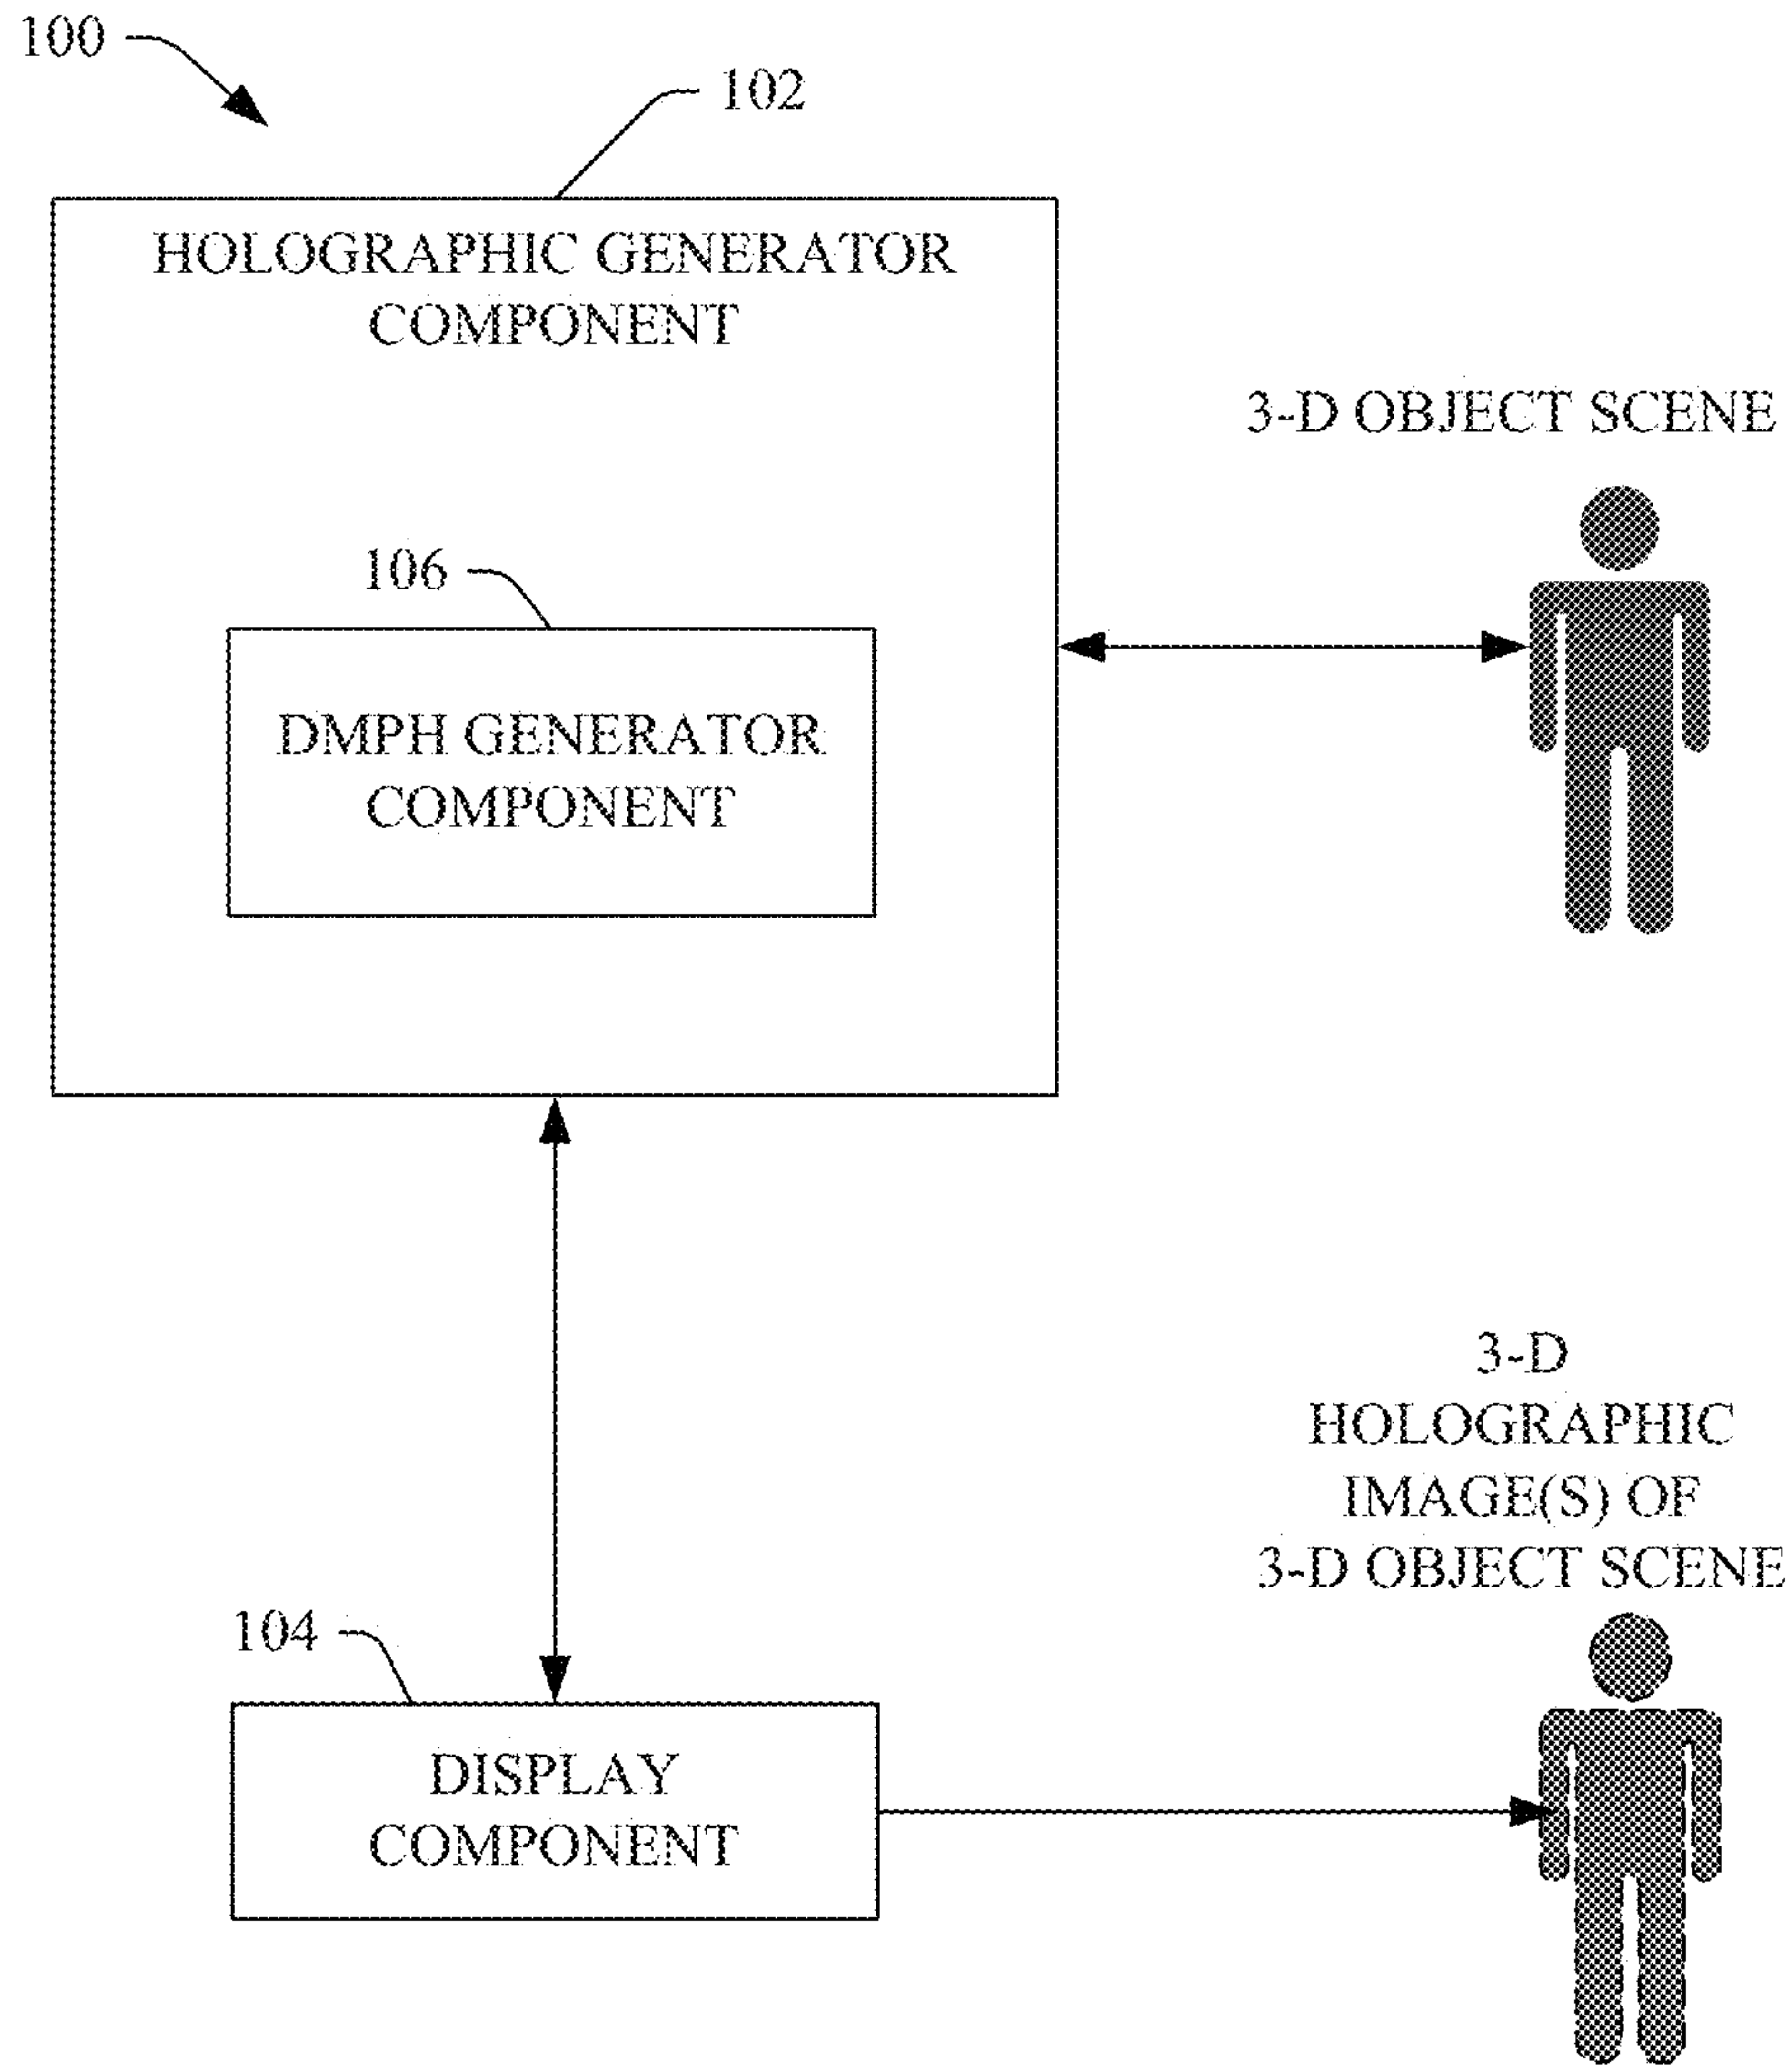 100
102
HOLOGRAPHIC GENERATOR
COMPONENT
3-D OBJECT SCENE
106
DMPH GENERATOR
COMPONENT
3-D
HOLOGRAPHIC
IMAGE(S) OF
3-D OBJECT SCENE
104
DISPLAY
COMPONENT